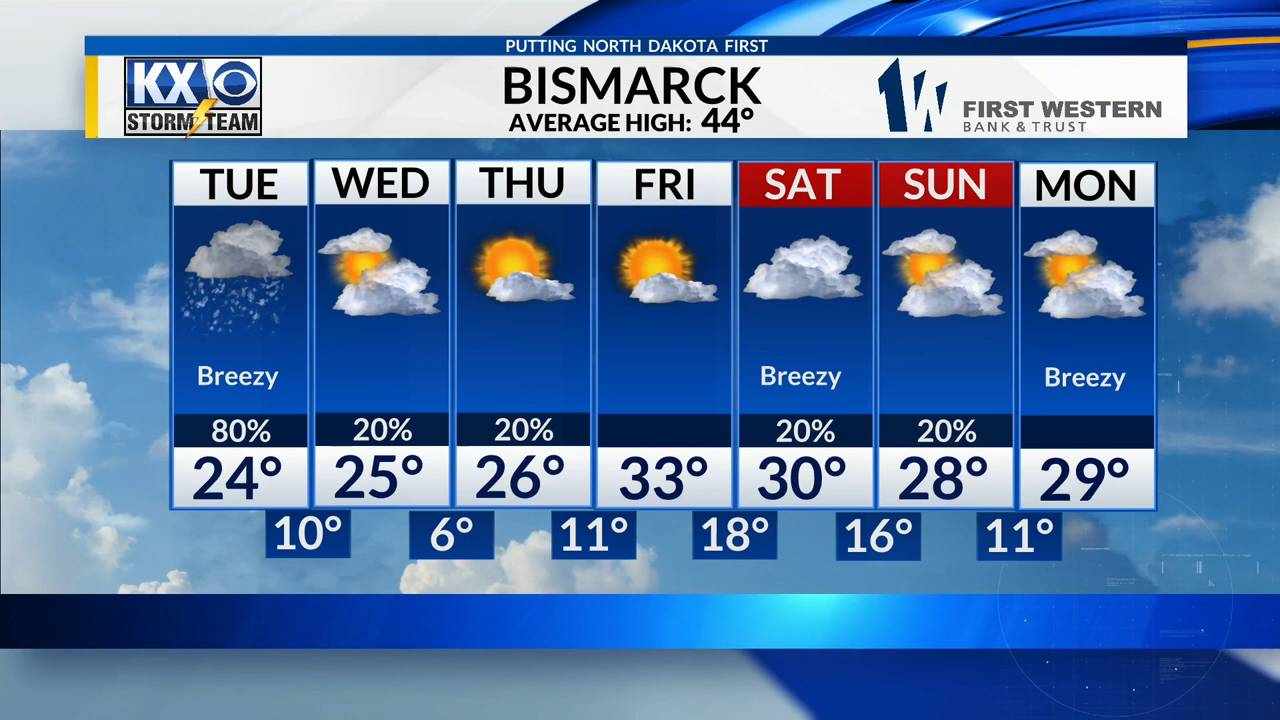 PUTTING NORTH DAKOTA FIRST
KX
STORM TEAM
BISMARCK
AVERAGE HIGH: 44°
1W
FIRST WESTERN
BANK & TRUST
TUE WED THU FRI SAT SUN MON
Breezy Breezy Breezy
80% 20% 20% 20% 20%
24° 25° 26° 33° 30° 28° 29°
10° 6° 11° 18° 16° 11°